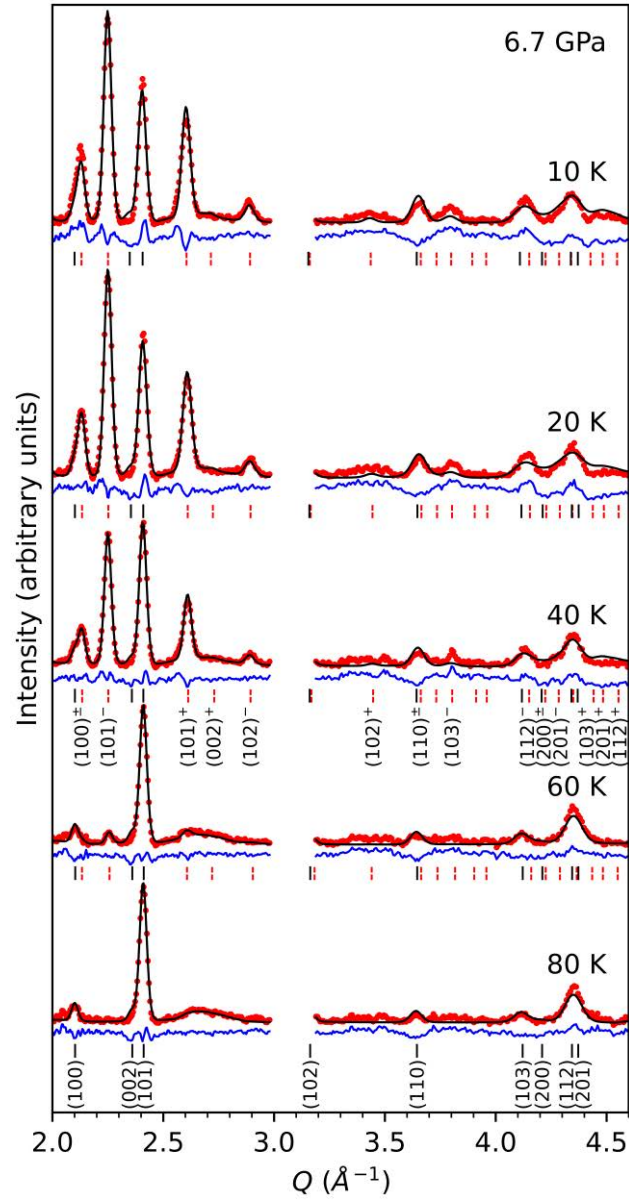 6.7 GPa
10 K
20 K
40 K
(100)±
(101)−
(101)+
(002)+
(102)−
(102)+
(110)±
(103)−
(112)−
(200)±
(201)−
(103)+
(201)+
(112)+
60 K
80 K
(100)
(002)
(101)
(102)
(110)
(103)
(200)
(112)
(201)
2.0 2.5 3.0 3.5 4.0 4.5
Q (Å⁻¹)
Intensity (arbitrary units)